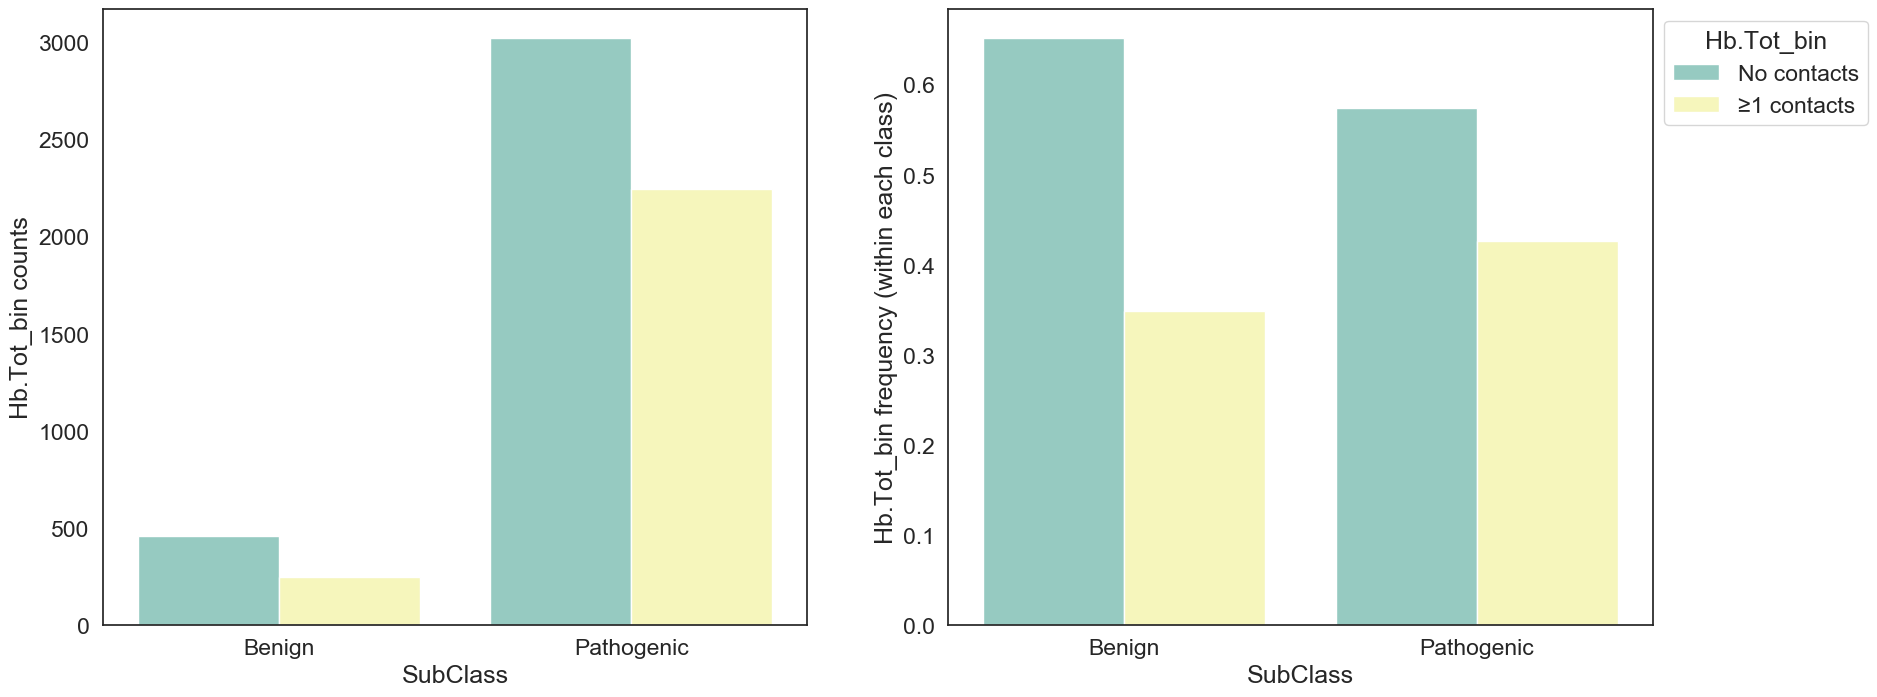 Hb.Tot_bin counts
3000
2500
2000
1500
1000
500
0
Benign
Pathogenic
SubClass
Hb.Tot_bin frequency (within each class)
0.6
0.5
0.4
0.3
0.2
0.1
0.0
Benign
Pathogenic
SubClass
Hb.Tot_bin
No contacts
≥1 contacts